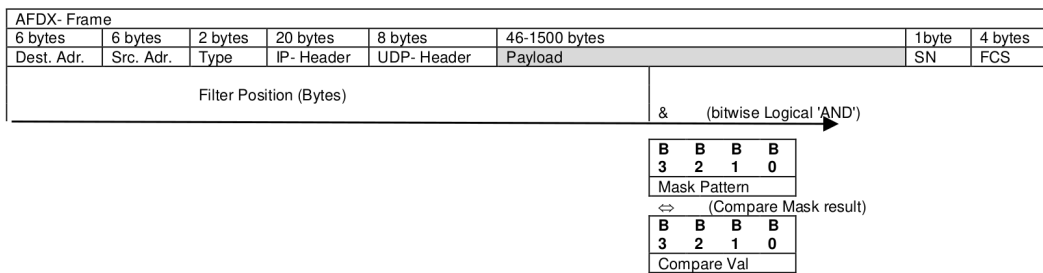 AFDX- Frame
6 bytes 6 bytes 2 bytes 20 bytes 8 bytes 46-1500 bytes 1byte 4 bytes
Dest. Adr. Src. Adr. Type IP- Header UDP- Header Payload SN FCS
Filter Position (Bytes)
& (bitwise Logical 'AND')
B B B B
3 2 1 0
Mask Pattern
⇔ (Compare Mask result)
B B B B
3 2 1 0
Compare Val